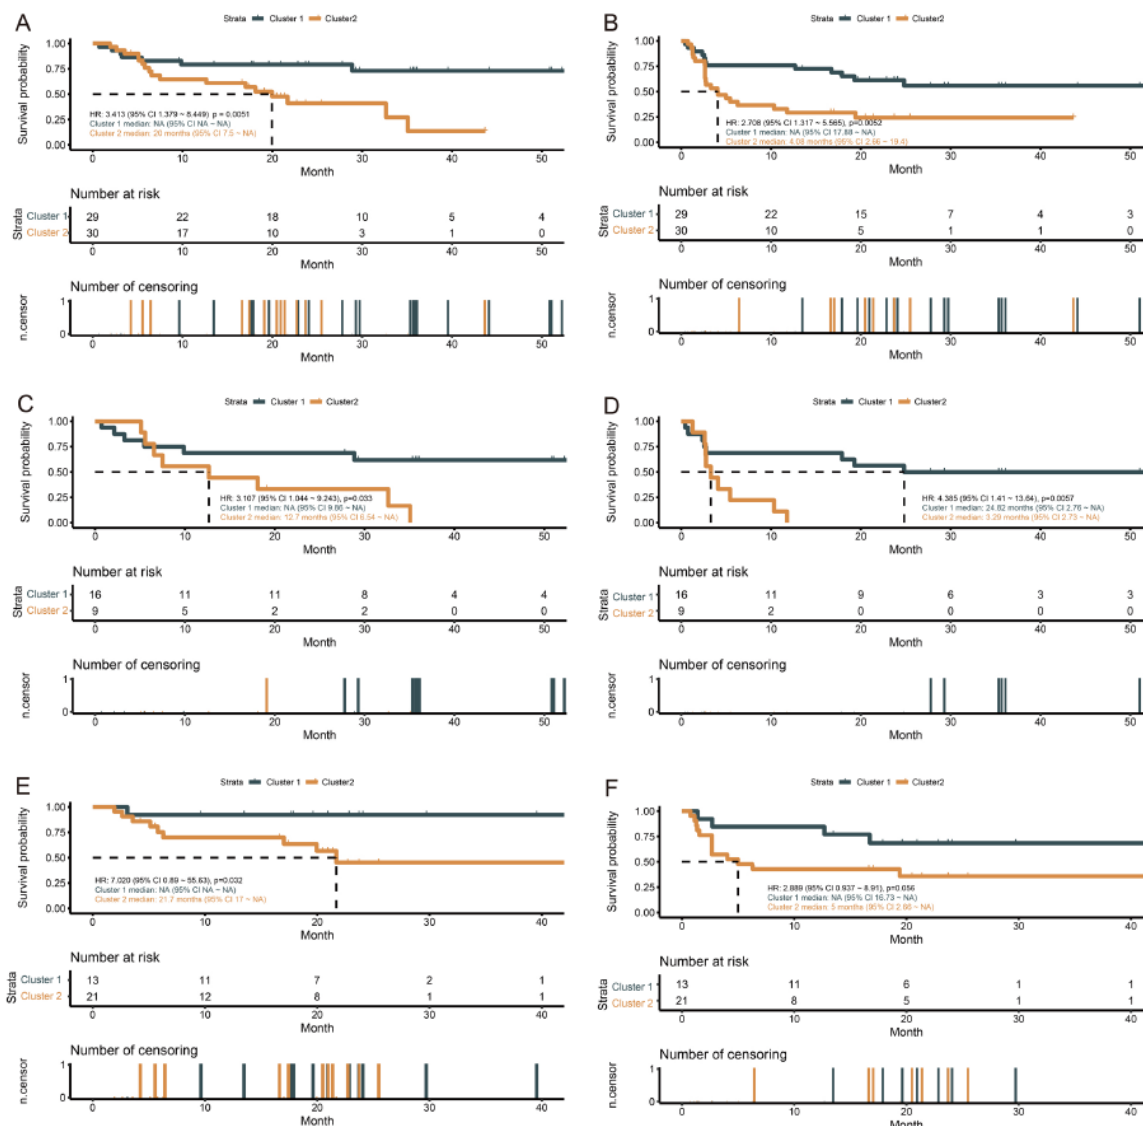 A
Strata Cluster 1 Cluster2
Survival probability
1.00
0.75
0.50
0.25
0.00
HR: 3.413 (95% CI 1.379 ~ 8.449) p = 0.0051
Cluster 1 median: NA (95% CI NA ~ NA)
Cluster 2 median: 20 months (95% CI 7.5 ~ NA)
0 10 20 30 40 50
Month
Number at risk
Strata
Cluster 1 29 22 18 10 5 4
Cluster 2 30 17 10 3 1 0
0 10 20 30 40 50
Month
Number of censoring
n.censor
1
0
0 10 20 30 40 50
Month
B
Strata Cluster 1 Cluster2
Survival probability
1.00
0.75
0.50
0.25
0.00
HR: 2.708 (95% CI 1.317 ~ 5.565), p=0.0052
Cluster 1 median: NA (95% CI 17.88 ~ NA)
Cluster 2 median: 4.08 months (95% CI 2.66 ~ 19.4)
0 10 20 30 40 50
Month
Number at risk
Strata
Cluster 1 29 22 15 7 4 3
Cluster 2 30 10 5 1 1 0
0 10 20 30 40 50
Month
Number of censoring
n.censor
1
0
0 10 20 30 40 50
Month
C
Strata Cluster 1 Cluster2
Survival probability
1.00
0.75
0.50
0.25
0.00
HR: 3.107 (95% CI 1.044 ~ 9.243), p=0.033
Cluster 1 median: NA (95% CI 9.86 ~ NA)
Cluster 2 median: 12.7 months (95% CI 6.54 ~ NA)
0 10 20 30 40 50
Month
Number at risk
Strata
Cluster 1 16 11 11 8 4 4
Cluster 2 9 5 2 2 0 0
0 10 20 30 40 50
Month
Number of censoring
n.censor
1
0
0 10 20 30 40 50
Month
D
Strata Cluster 1 Cluster2
Survival probability
1.00
0.75
0.50
0.25
0.00
HR: 4.385 (95% CI 1.41 ~ 13.64), p=0.0057
Cluster 1 median: 24.82 months (95% CI 2.76 ~ NA)
Cluster 2 median: 3.29 months (95% CI 2.73 ~ NA)
0 10 20 30 40 50
Month
Number at risk
Strata
Cluster 1 16 11 9 6 3 3
Cluster 2 9 2 0 0 0 0
0 10 20 30 40 50
Month
Number of censoring
n.censor
1
0
0 10 20 30 40 50
Month
E
Strata Cluster 1 Cluster2
Survival probability
1.00
0.75
0.50
0.25
0.00
HR: 7.020 (95% CI 0.89 ~ 55.63), p=0.032
Cluster 1 median: NA (95% CI NA ~ NA)
Cluster 2 median: 21.7 months (95% CI 17 ~ NA)
0 10 20 30 40
Month
Number at risk
Strata
Cluster 1 13 11 7 2 1
Cluster 2 21 12 8 1 1
0 10 20 30 40
Month
Number of censoring
n.censor
1
0
0 10 20 30 40
Month
F
Strata Cluster 1 Cluster2
Survival probability
1.00
0.75
0.50
0.25
0.00
HR: 2.889 (95% CI 0.937 ~ 8.91), p=0.056
Cluster 1 median: NA (95% CI 16.73 ~ NA)
Cluster 2 median: 5 months (95% CI 2.66 ~ NA)
0 10 20 30 40
Month
Number at risk
Strata
Cluster 1 13 11 6 1 1
Cluster 2 21 8 5 1 1
0 10 20 30 40
Month
Number of censoring
n.censor
1
0
0 10 20 30 40
Month